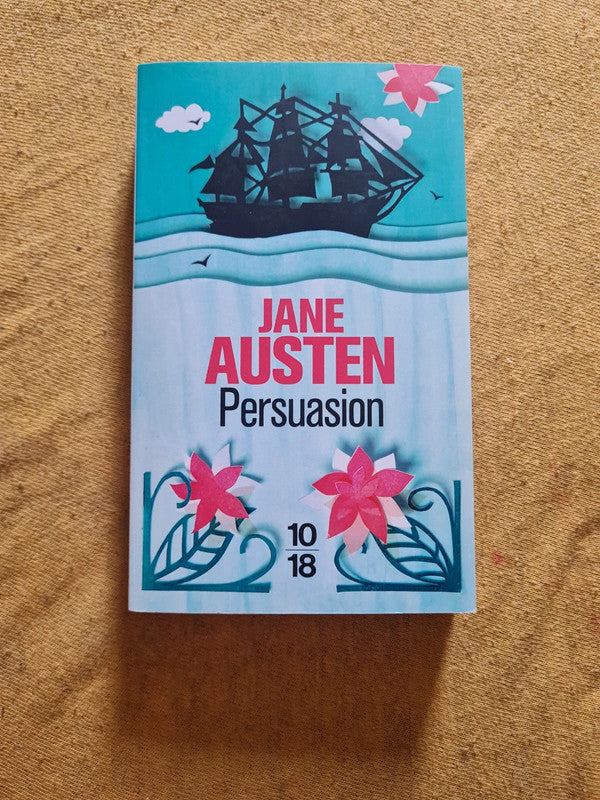 JANE
AUSTEN
Persuasion
10
18